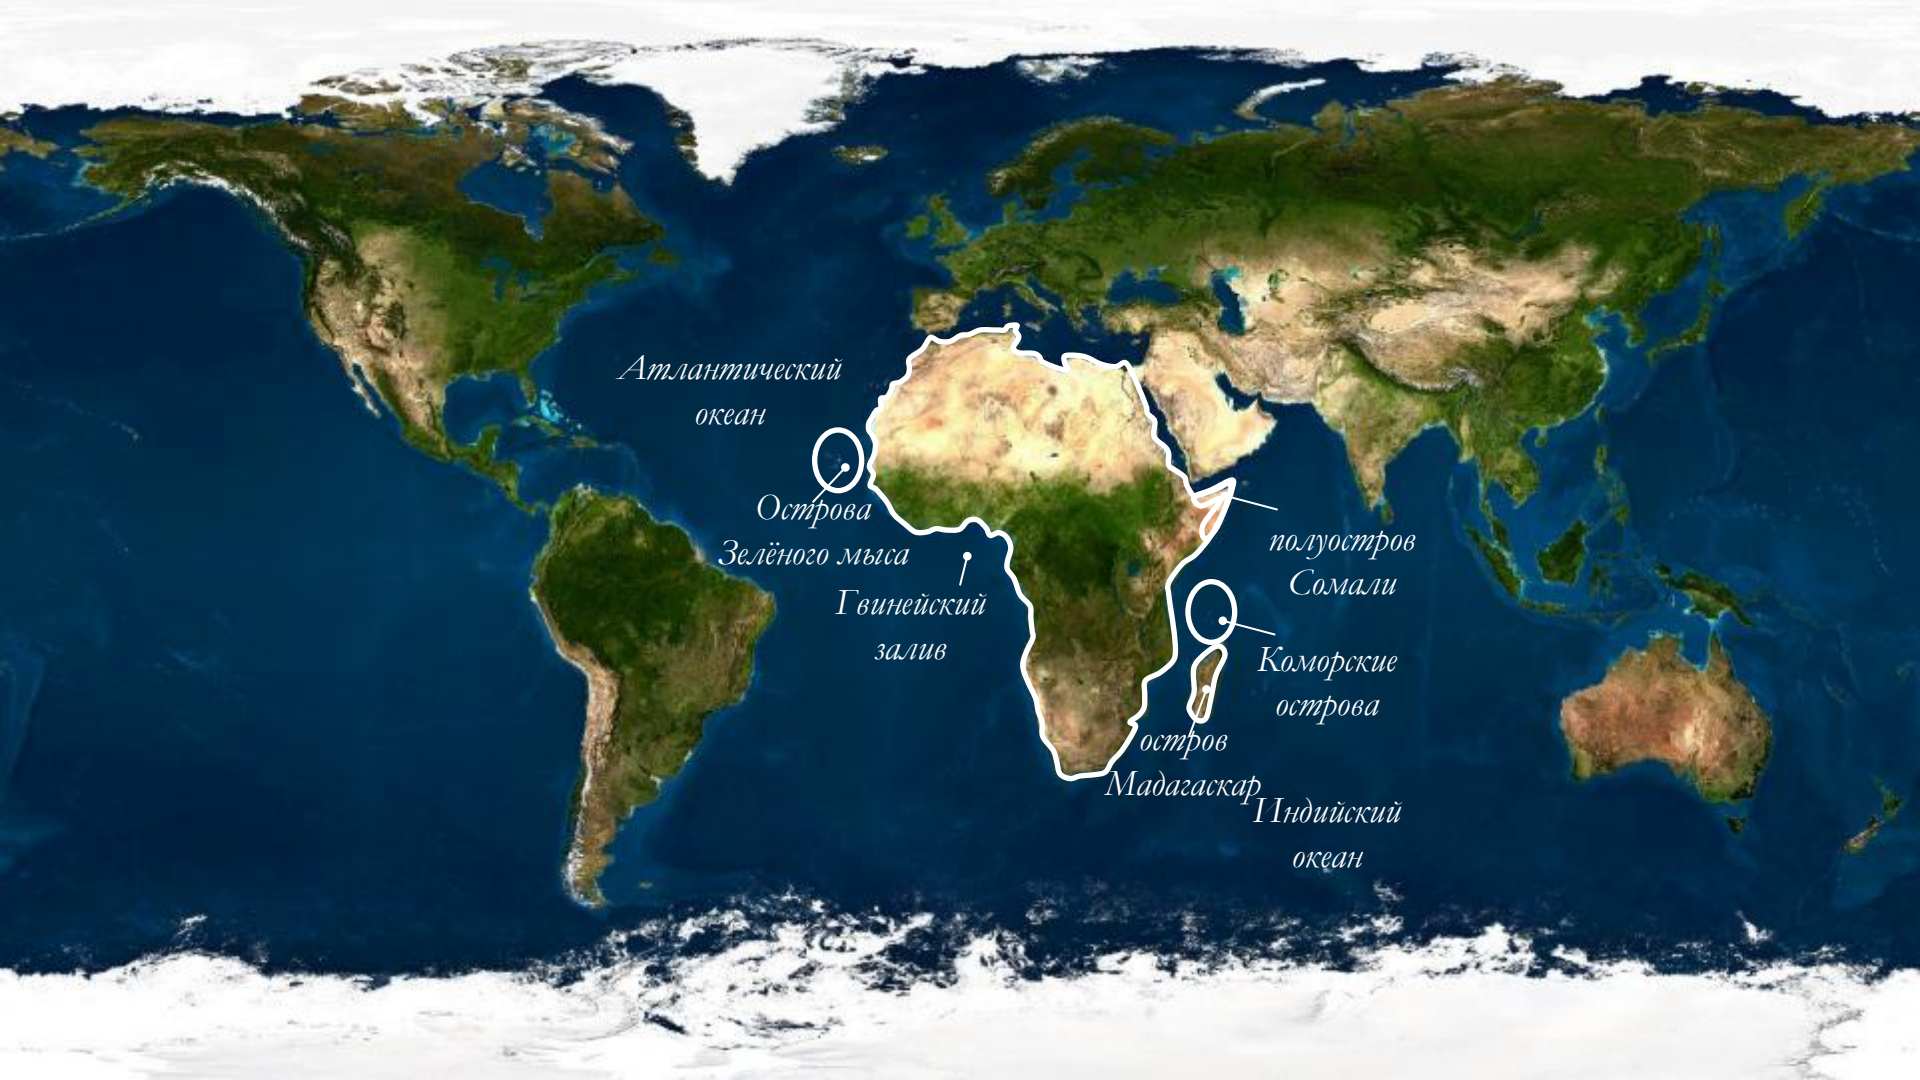 Атлантический
океан
Острова
Зелёного мыса
Гвинейский
залив
полуостров
Сомали
Коморские
острова
остров
Мадагаскар
Индийский
океан